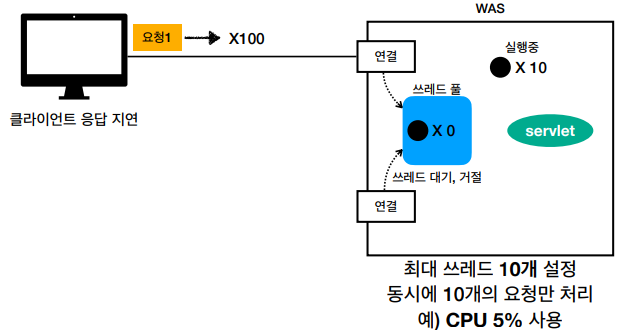 WAS
요청1
X100
연결
실행중
X 10
쓰레드 풀
X 0
servlet
클라이언트 응답 지연
쓰레드 대기, 거절
연결
최대 쓰레드 10개 설정
동시에 10개의 요청만 처리
예) CPU 5% 사용